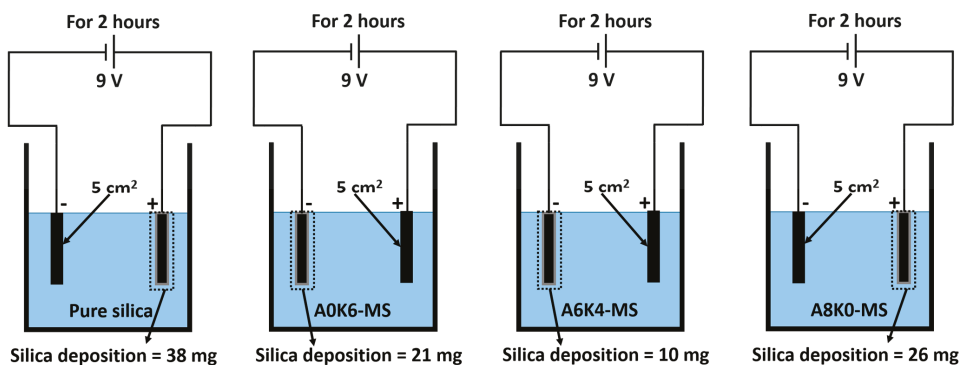 For 2 hours
9 V
5 cm²
- +
Pure silica
Silica deposition = 38 mg
For 2 hours
9 V
5 cm²
- +
A0K6-MS
Silica deposition = 21 mg
For 2 hours
9 V
5 cm²
- +
A6K4-MS
Silica deposition = 10 mg
For 2 hours
9 V
5 cm²
- +
A8K0-MS
Silica deposition = 26 mg